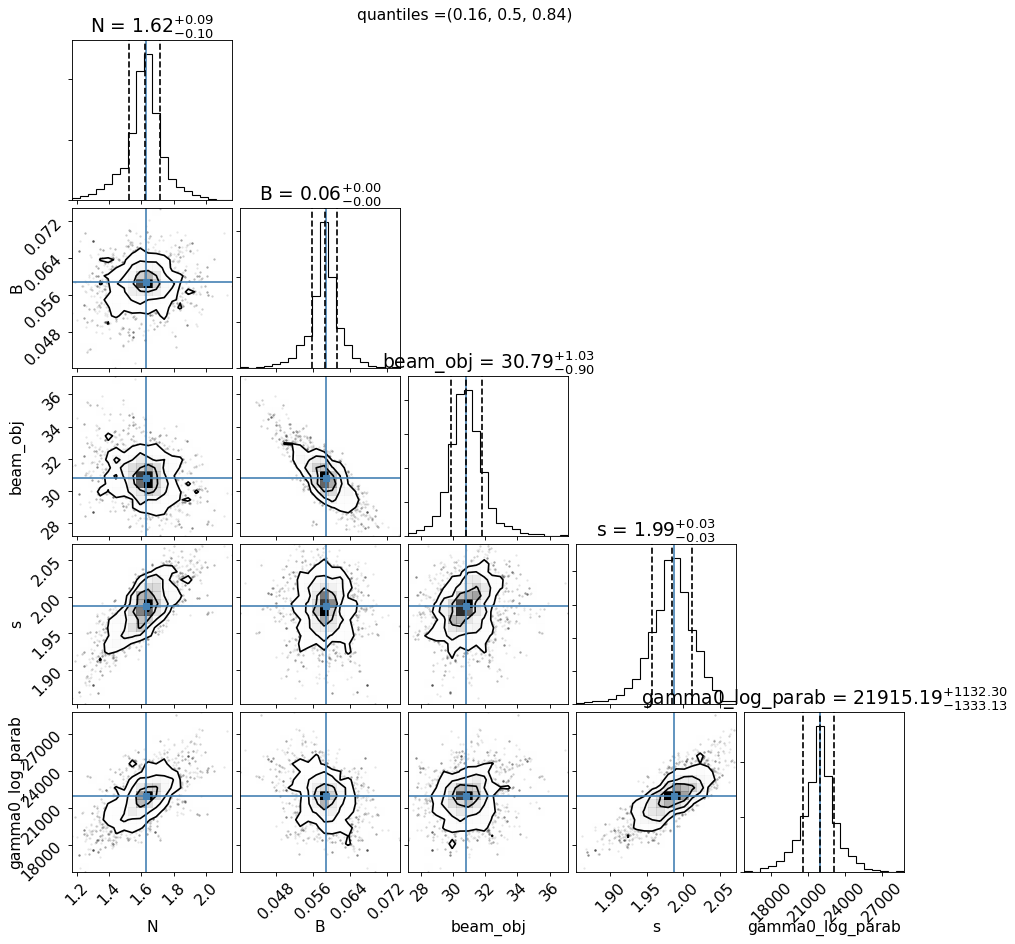 quantiles =(0.16, 0.5, 0.84)
N = 1.62+0.09 −0.10
B = 0.06+0.00 −0.00
0.072
0.064
0.056
0.048
B
beam_obj = 30.79+1.03 −0.90
36
34
32
30
28
beam_obj
s = 1.99+0.03 −0.03
2.05
2.00
1.95
1.90
s
gamma0_log_parab = 21915.19+1132.30 −1333.13
27000
24000
21000
18000
gamma0_log_parab
1.2 1.4 1.6 1.8 2.0
0.048 0.056 0.064 0.072
28 30 32 34 36
1.90 1.95 2.00 2.05
18000 21000 24000 27000
N B beam_obj s gamma0_log_parab